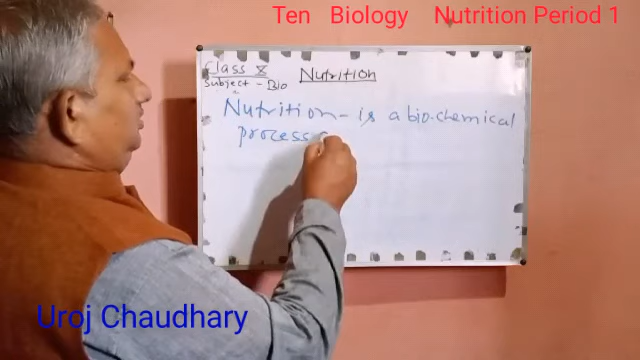 Ten Biology Nutrition Period 1
Class X
Subject - Bio
Nutrition
Nutrition - is a bio-chemical
process
Uroj Chaudhary